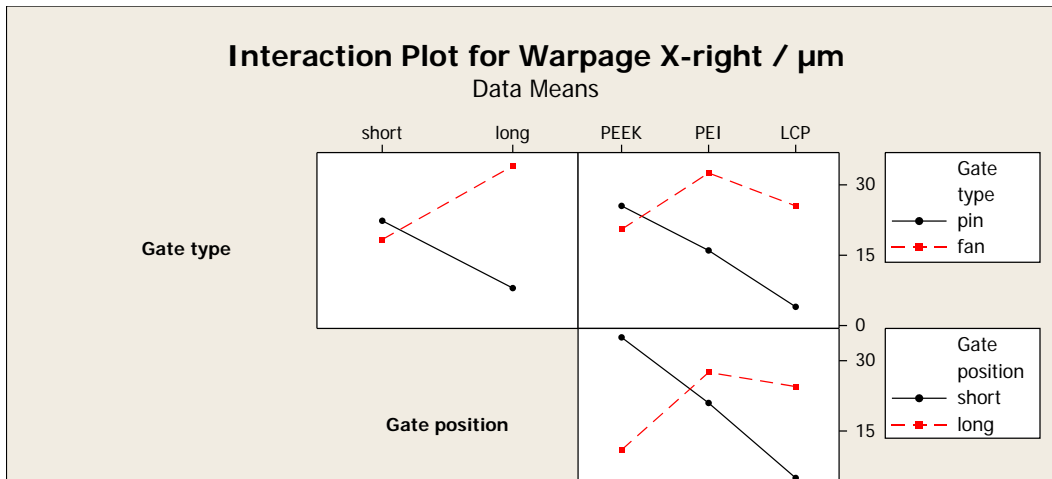 Interaction Plot for Warpage X-right / µm
Data Means
short long PEEK PEI LCP
Gate type
30
15
0
Gate
type
pin
fan
Gate position
30
15
Gate
position
short
long